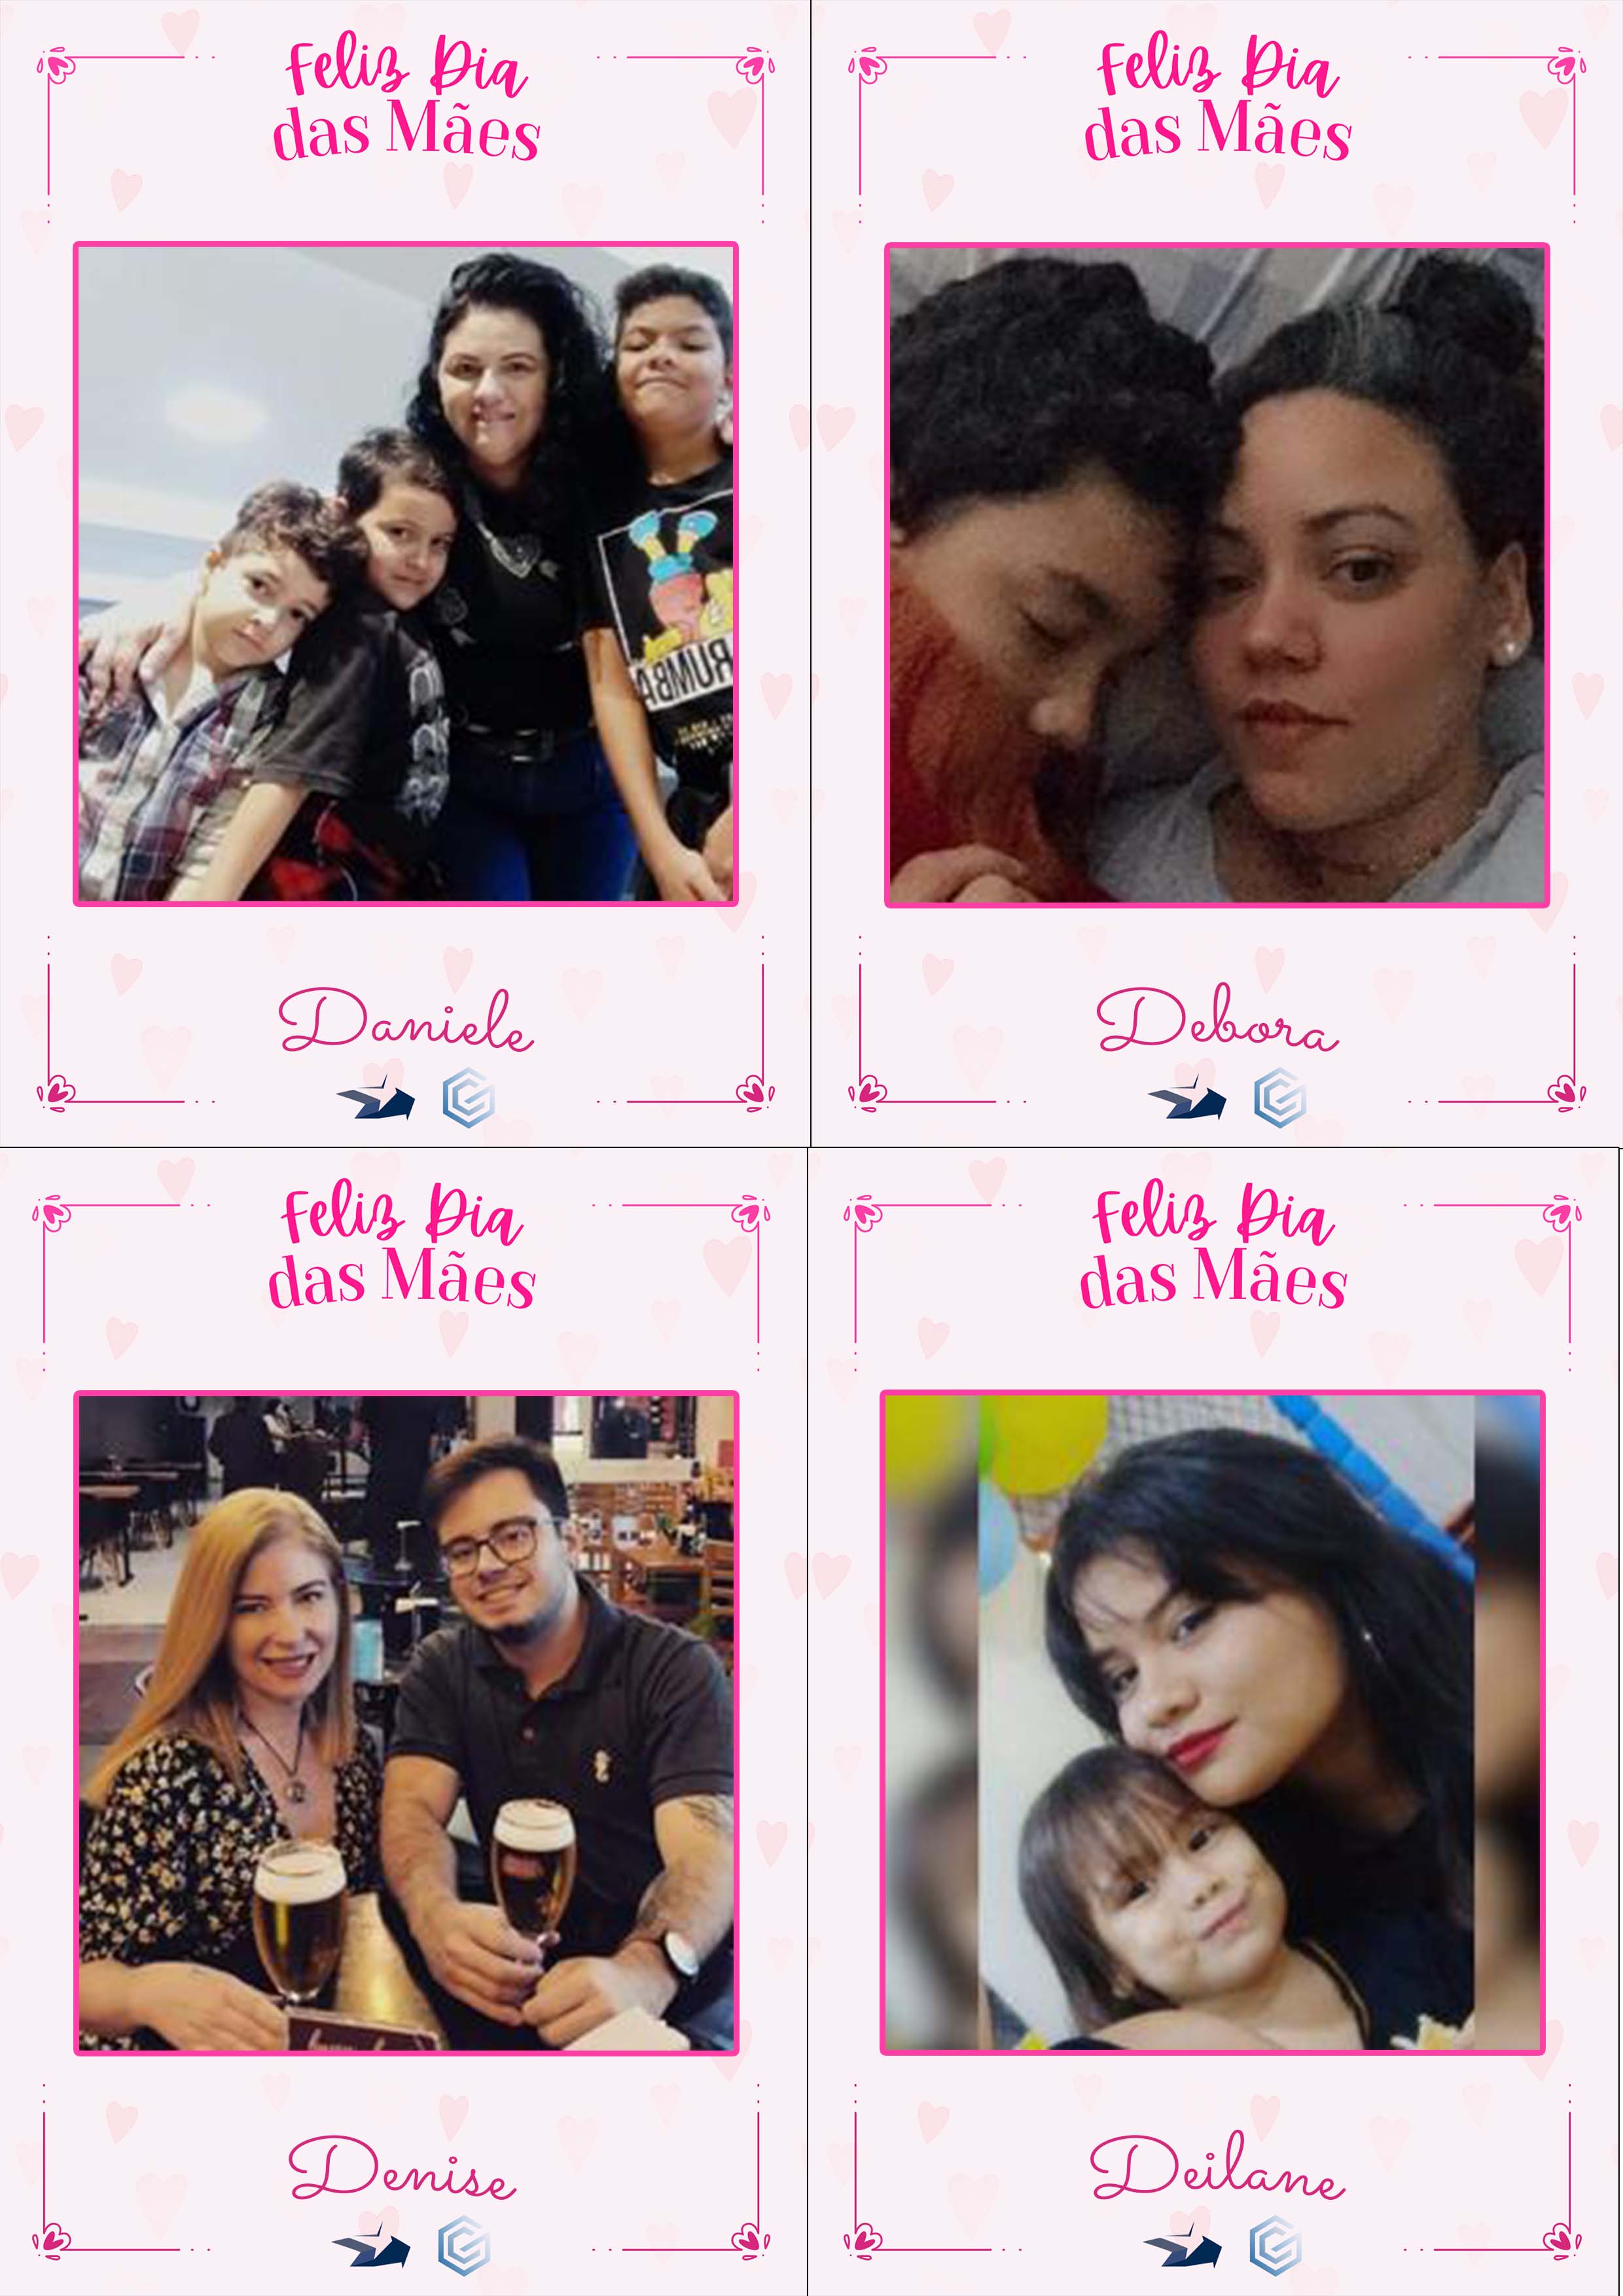 Feliz Dia
das Mães
RUMBA
Daniele
Feliz Dia
das Mães
Debora
Feliz Dia
das Mães
Denise
Feliz Dia
das Mães
Deilane